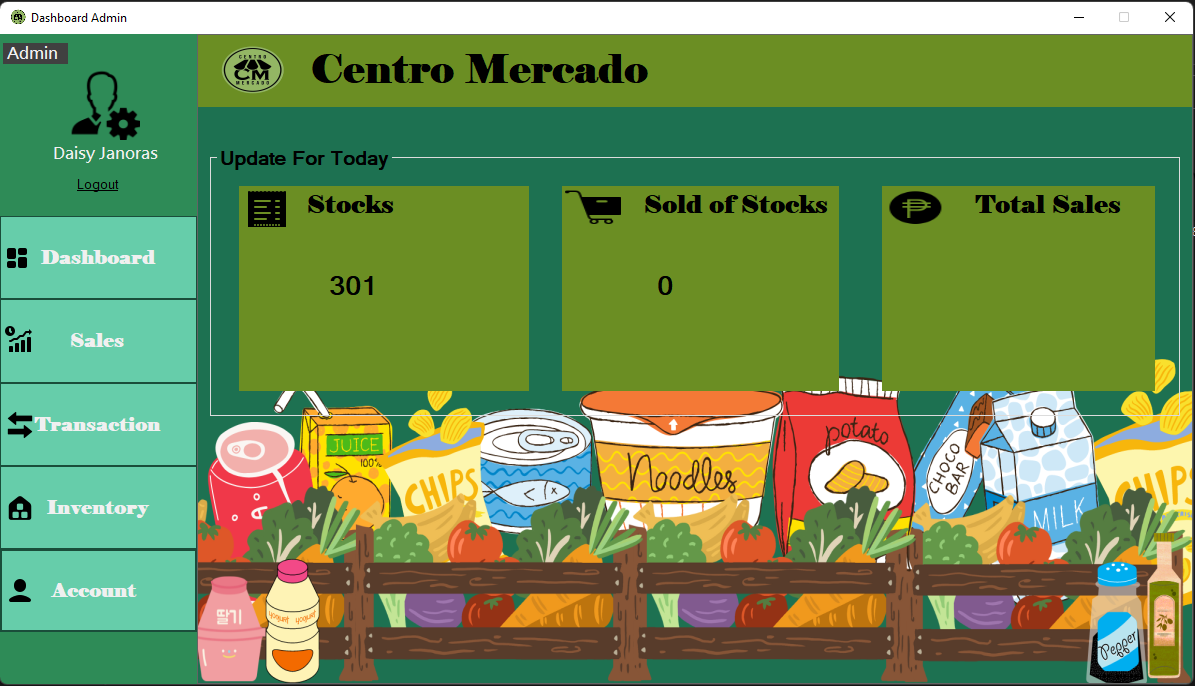 Dashboard Admin
Admin
Daisy Janoras
Logout
Dashboard
Sales
Transaction
Inventory
Account
CENTRO
CM
MERCADO
Centro Mercado
Update For Today
Stocks
301
Sold of Stocks
0
Total Sales
JUICE
100%
CHIPS
Noodles
potato
CHOCO
BAR
MILK
CHIPS
딸기
yogurt yogurt
Pepper